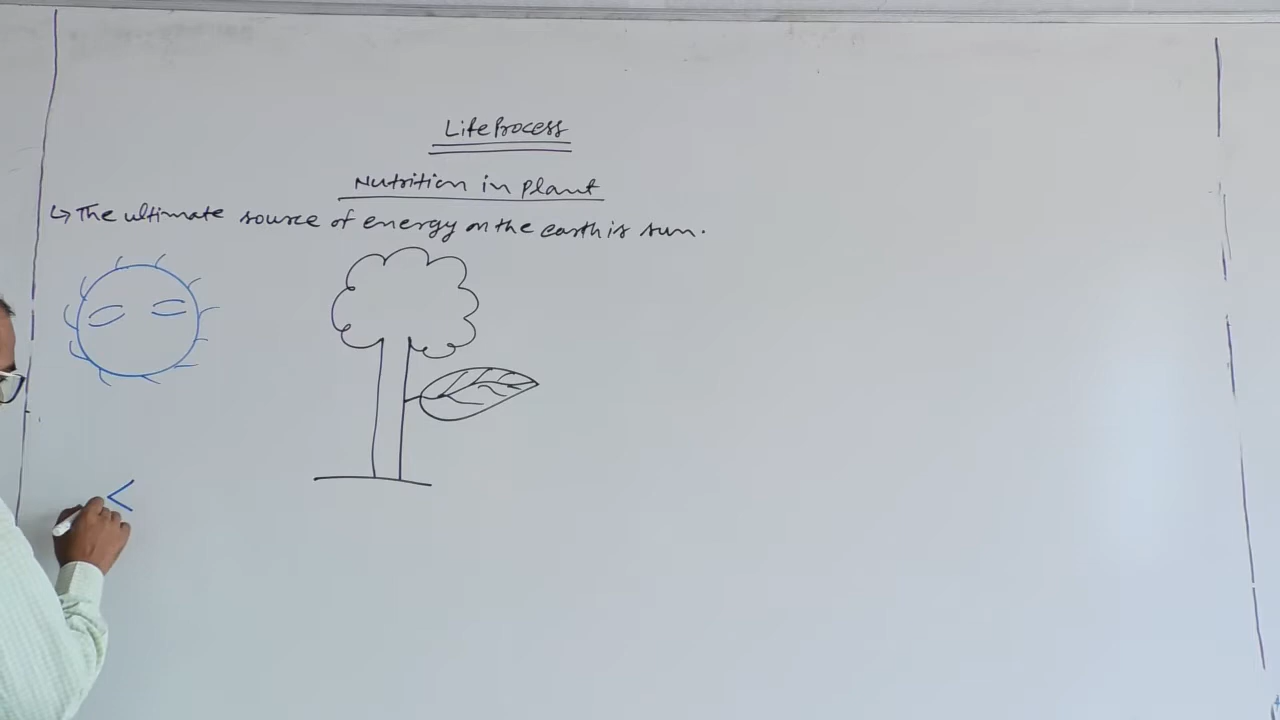 Life Process
Nutrition in plant
↳ The ultimate source of energy on the earth is sun.
<